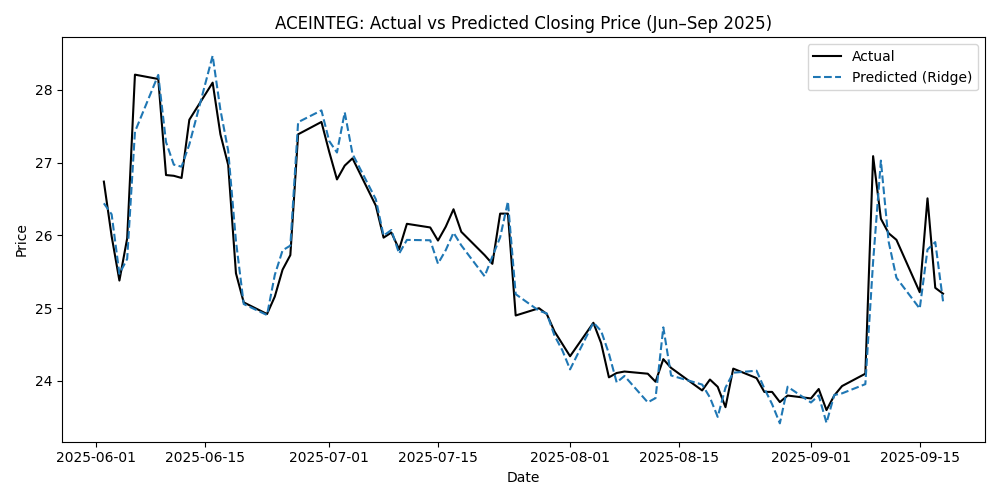 ACEINTEG: Actual vs Predicted Closing Price (Jun–Sep 2025)
Actual
Predicted (Ridge)
Price
28
27
26
25
24
2025-06-01 2025-06-15 2025-07-01 2025-07-15 2025-08-01 2025-08-15 2025-09-01 2025-09-15
Date